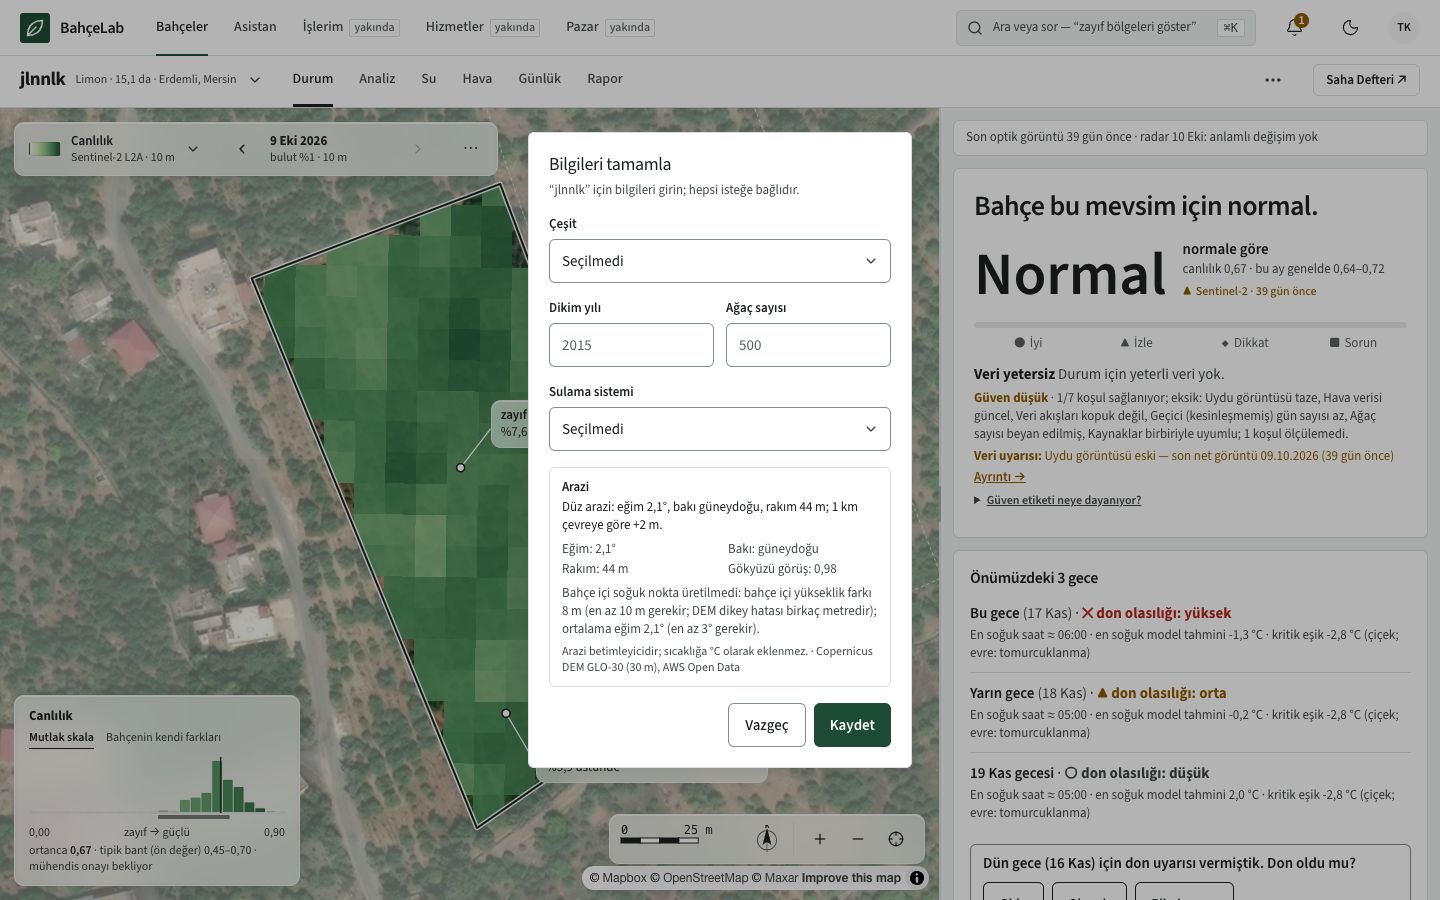 BahçeLab
Bahçeler
Asistan
İşlerim yakında
Hizmetler yakında
Pazar yakında
Ara veya sor — “zayıf bölgeleri göster” ⌘K
1
TK
jlnnlk Limon · 15,1 da · Erdemli, Mersin
Durum
Analiz
Su
Hava
Günlük
Rapor
Saha Defteri ↗
Canlılık
Sentinel-2 L2A · 10 m
9 Eki 2026
bulut %1 · 10 m
zayıf
%7,6
Canlılık
Mutlak skala Bahçenin kendi farkları
0,00 zayıf → güçlü 0,90
ortanca 0,67 · tipik bant (ön değer) 0,45–0,70 ·
mühendis onayı bekliyor
0 25 m
© Mapbox © OpenStreetMap © Maxar Improve this map
Bilgileri tamamla
“jlnnlk” için bilgileri girin; hepsi isteğe bağlıdır.
Çeşit
Seçilmedi
Dikim yılı Ağaç sayısı
2015 500
Sulama sistemi
Seçilmedi
Arazi
Düz arazi: eğim 2,1°, bakı güneydoğu, rakım 44 m; 1 km
çevreye göre +2 m.
Eğim: 2,1° Bakı: güneydoğu
Rakım: 44 m Gökyüzü görüş: 0,98
Bahçe içi soğuk nokta üretilmedi: bahçe içi yükseklik farkı
8 m (en az 10 m gerekir; DEM dikey hatası birkaç metredir);
ortalama eğim 2,1° (en az 3° gerekir).
Arazi betimleyicidir; sıcaklığa °C olarak eklenmez. · Copernicus
DEM GLO-30 (30 m), AWS Open Data
Vazgeç Kaydet
Son optik görüntü 39 gün önce · radar 10 Eki: anlamlı değişim yok
Bahçe bu mevsim için normal.
Normal
normale göre
canlılık 0,67 · bu ay genelde 0,64–0,72
▲ Sentinel-2 · 39 gün önce
İyi İzle Dikkat Sorun
Veri yetersiz Durum için yeterli veri yok.
Güven düşük · 1/7 koşul sağlanıyor; eksik: Uydu görüntüsü taze, Hava verisi
güncel, Veri akışları kopuk değil, Geçici (kesinleşmemiş) gün sayısı az, Ağaç
sayısı beyan edilmiş, Kaynaklar birbiriyle uyumlu; 1 koşul ölçülemedi.
Veri uyarısı: Uydu görüntüsü eski — son net görüntü 09.10.2026 (39 gün önce)
Ayrıntı →
Güven etiketi neye dayanıyor?
Önümüzdeki 3 gece
Bu gece (17 Kas) · ✕ don olasılığı: yüksek
En soğuk saat ≈ 06:00 · en soğuk model tahmini -1,3 °C · kritik eşik -2,8 °C (çiçek;
evre: tomurcuklanma)
Yarın gece (18 Kas) · ▲ don olasılığı: orta
En soğuk saat ≈ 05:00 · en soğuk model tahmini -0,2 °C · kritik eşik -2,8 °C (çiçek;
evre: tomurcuklanma)
19 Kas gecesi · ○ don olasılığı: düşük
En soğuk saat ≈ 05:00 · en soğuk model tahmini 2,0 °C · kritik eşik -2,8 °C (çiçek;
evre: tomurcuklanma)
Dün gece (16 Kas) için don uyarısı vermiştik. Don oldu mu?